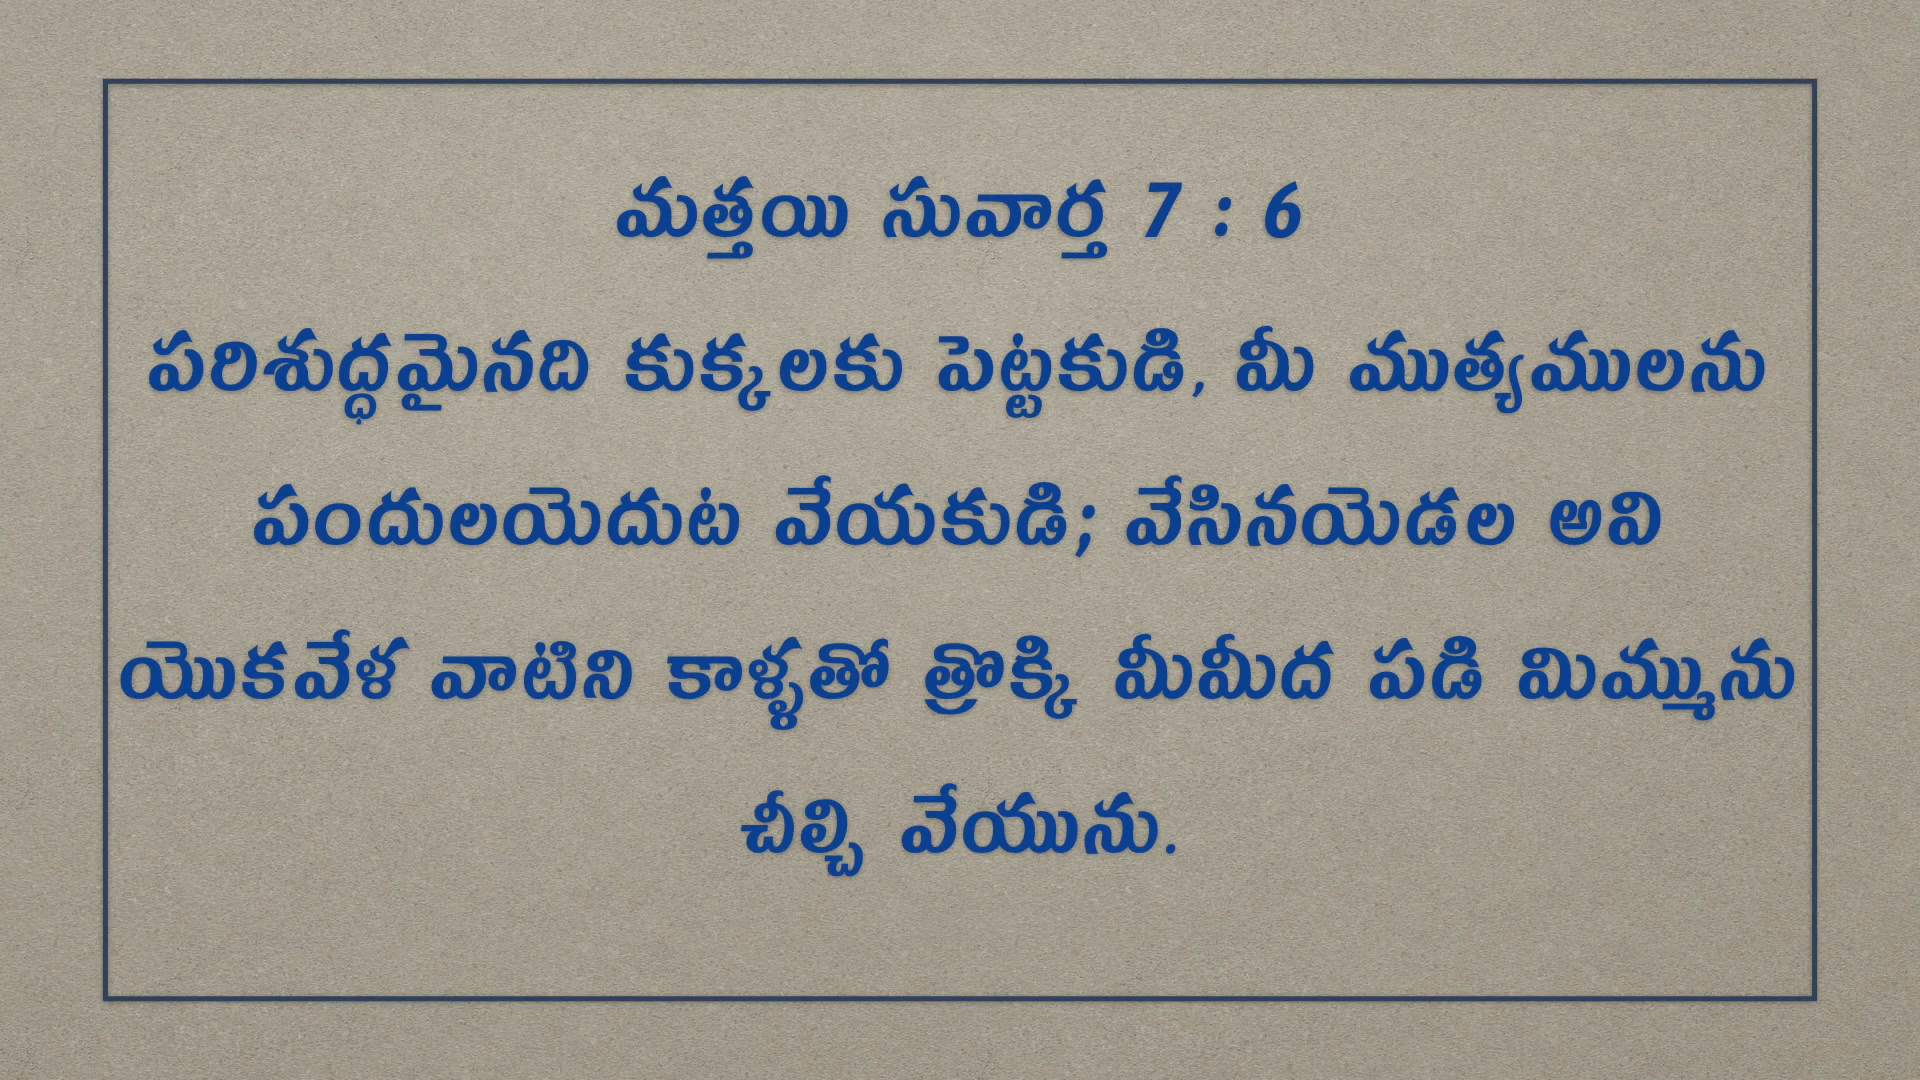 మత్తయి సువార్త 7 : 6
పరిశుద్ధమైనది కుక్కలకు పెట్టకుడి, మీ ముత్యములను
పందులయెదుట వేయకుడి; వేసినయెడల అవి
యొకవేళ వాటిని కాళ్ళతో త్రొక్కి మీమీద పడి మిమ్మును
చీల్చి వేయును.